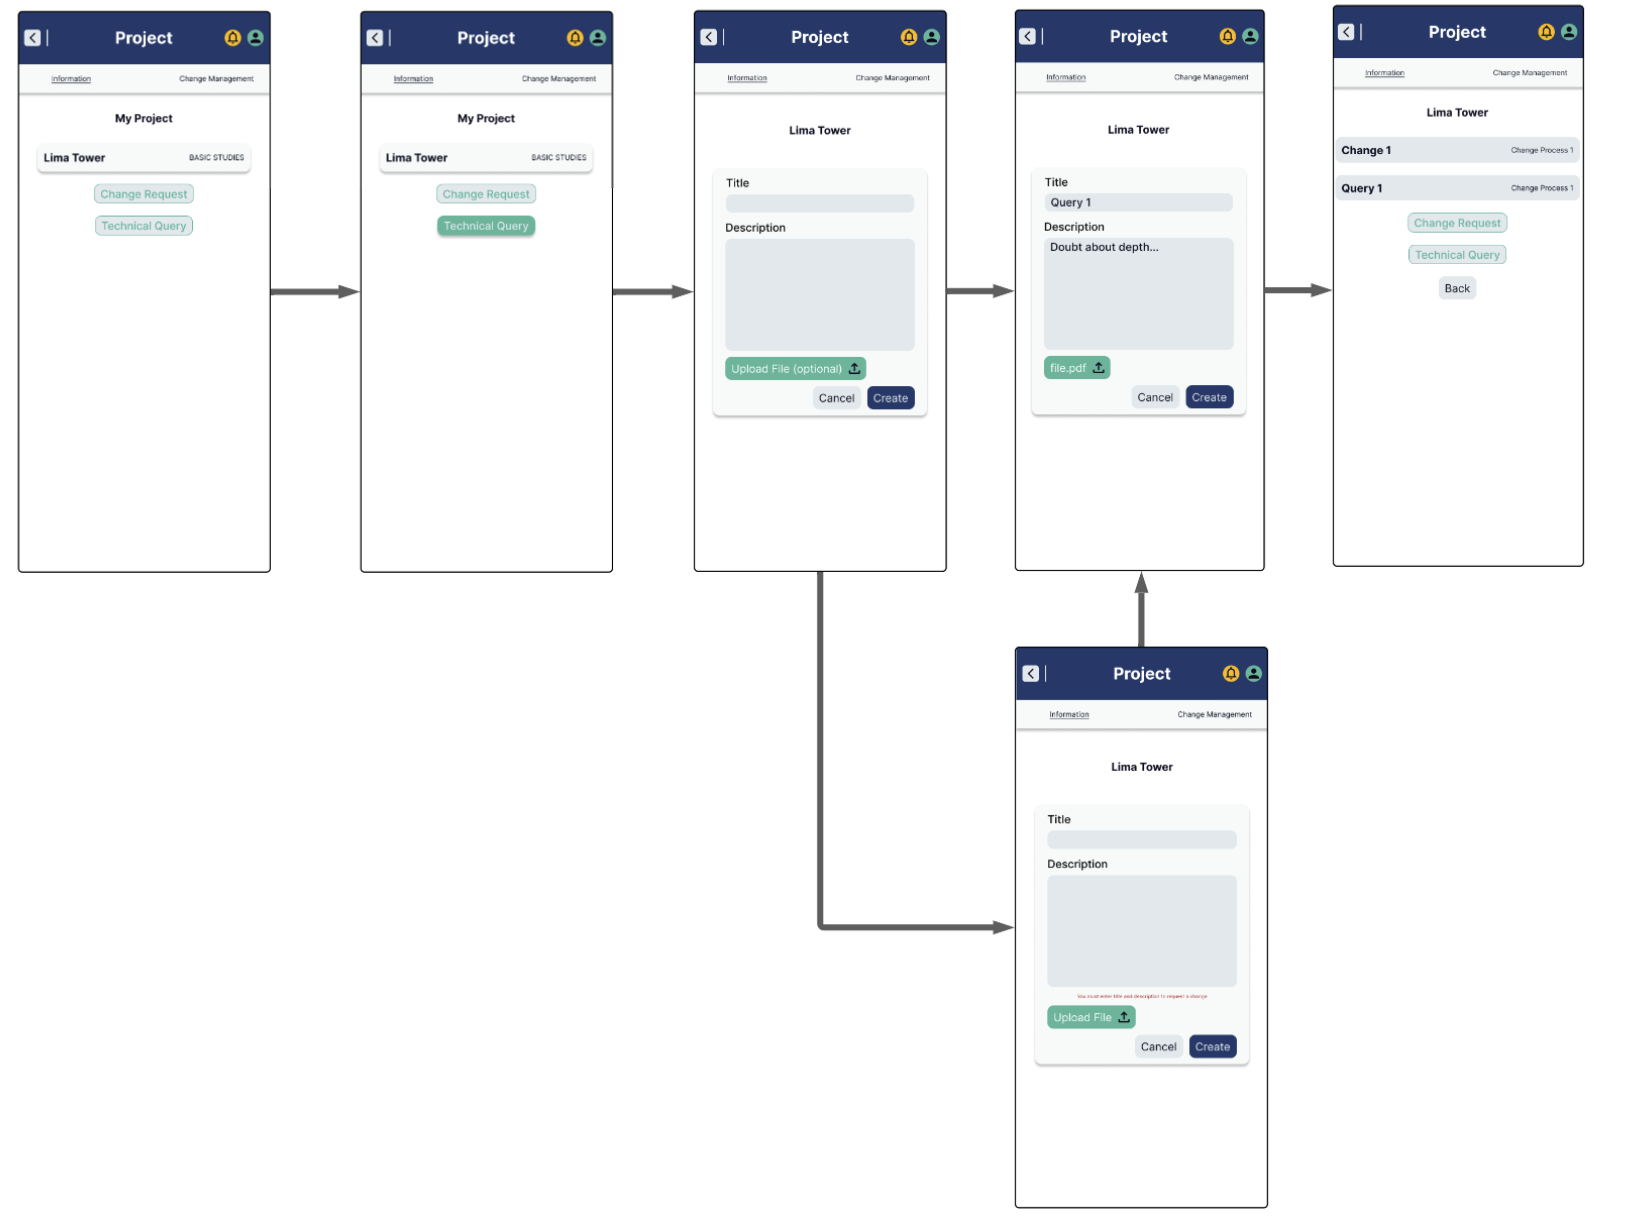 Project
Information Change Management
My Project
Lima Tower BASIC STUDIES
Change Request
Technical Query
Project
Information Change Management
My Project
Lima Tower BASIC STUDIES
Change Request
Technical Query
Project
Information Change Management
Lima Tower
Title
Description
Upload File (optional)
Cancel Create
Project
Information Change Management
Lima Tower
Title
Query 1
Description
Doubt about depth...
file.pdf
Cancel Create
Project
Information Change Management
Lima Tower
Change 1 Change Process 1
Query 1 Change Process 1
Change Request
Technical Query
Back
Project
Information Change Management
Lima Tower
Title
Description
You must enter title and description to request a change
Upload File
Cancel Create